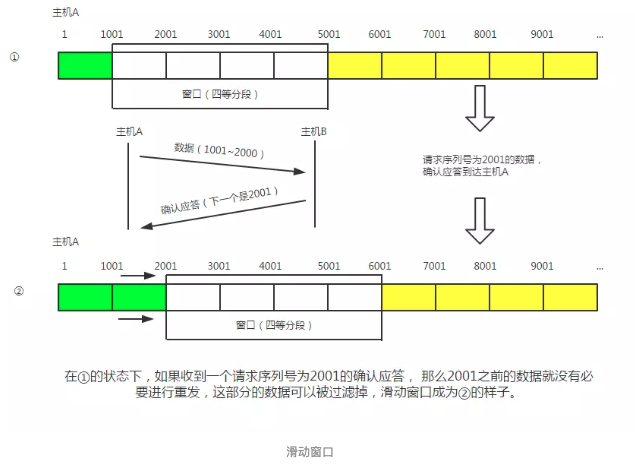 主机A
1 1001 2001 3001 4001 5001 6001 7001 8001 9001 ...
①
窗口（四等分段）
主机A 主机B
数据（1001~2000）
确认应答（下一个是2001）
请求序列号为2001的数据，
确认应答到达主机A
主机A
1 1001 2001 3001 4001 5001 6001 7001 8001 9001 ...
②
窗口（四等分段）
在①的状态下，如果收到一个请求序列号为2001的确认应答， 那么2001之前的数据就没有必
要进行重发，这部分的数据可以被过滤掉，滑动窗口成为②的样子。
滑动窗口